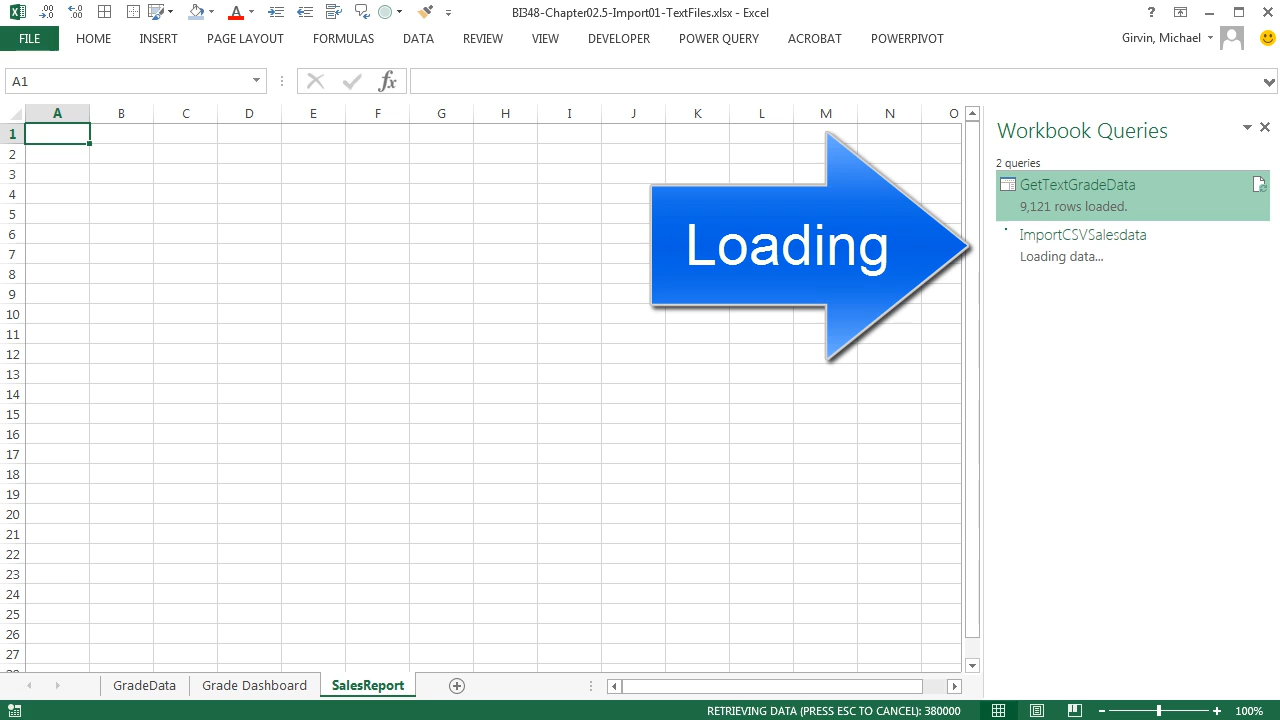 BI348-Chapter02.5-Import01-TextFiles.xlsx - Excel
FILE HOME INSERT PAGE LAYOUT FORMULAS DATA REVIEW VIEW DEVELOPER POWER QUERY ACROBAT POWERPIVOT Girvin, Michael
A1 fx
A B C D E F G H I J K L M N O
Workbook Queries
2 queries
GetTextGradeData
9,121 rows loaded.
ImportCSVSalesdata
Loading data...
Loading
1
2
3
4
5
6
7
8
9
10
11
12
13
14
15
16
17
18
19
20
21
22
23
24
25
26
27
GradeData Grade Dashboard SalesReport
RETRIEVING DATA (PRESS ESC TO CANCEL): 380000 100%